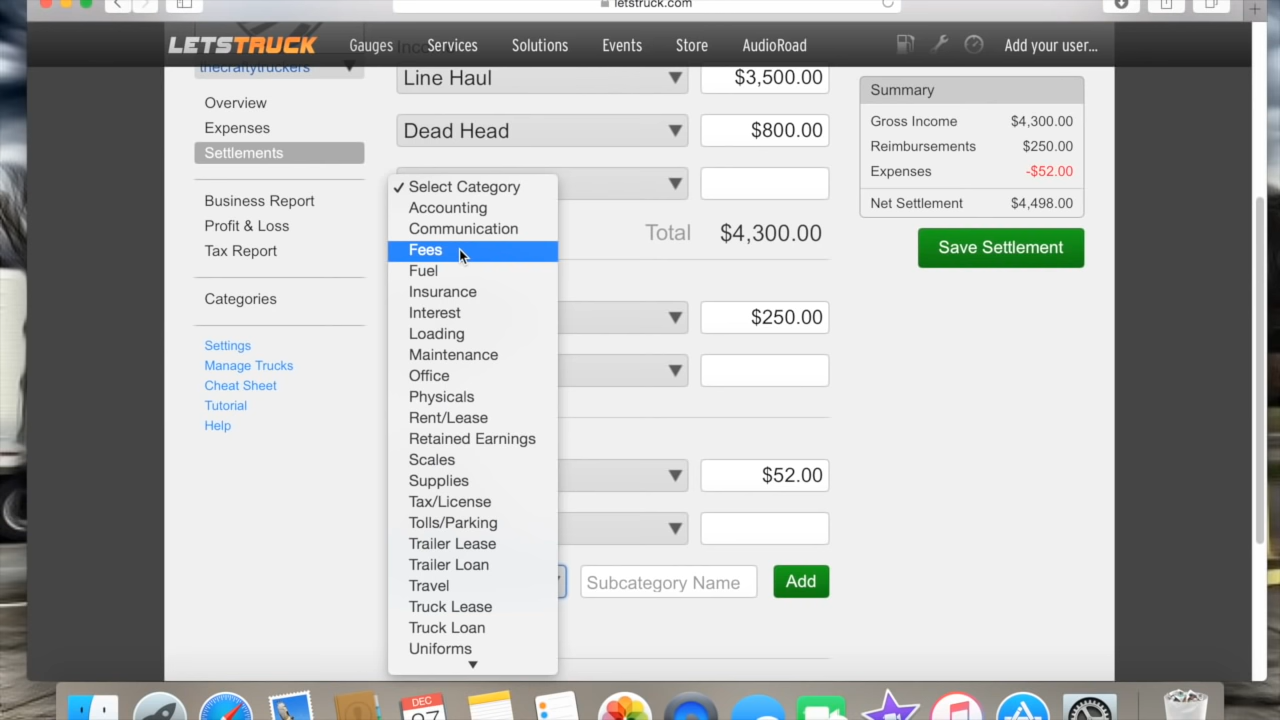 letstruck.com
LETSTRUCK Gauges Services Solutions Events Store AudioRoad Add your user...
thecraftytruckers
Overview
Expenses
Settlements
Business Report
Profit & Loss
Tax Report
Categories
Settings
Manage Trucks
Cheat Sheet
Tutorial
Help
Line Haul $3,500.00
Dead Head $800.00
Total $4,300.00
$250.00
$52.00
Subcategory Name Add
✓ Select Category
Accounting
Communication
Fees
Fuel
Insurance
Interest
Loading
Maintenance
Office
Physicals
Rent/Lease
Retained Earnings
Scales
Supplies
Tax/License
Tolls/Parking
Trailer Lease
Trailer Loan
Travel
Truck Lease
Truck Loan
Uniforms
Summary
Gross Income $4,300.00
Reimbursements $250.00
Expenses -$52.00
Net Settlement $4,498.00
Save Settlement
DEC